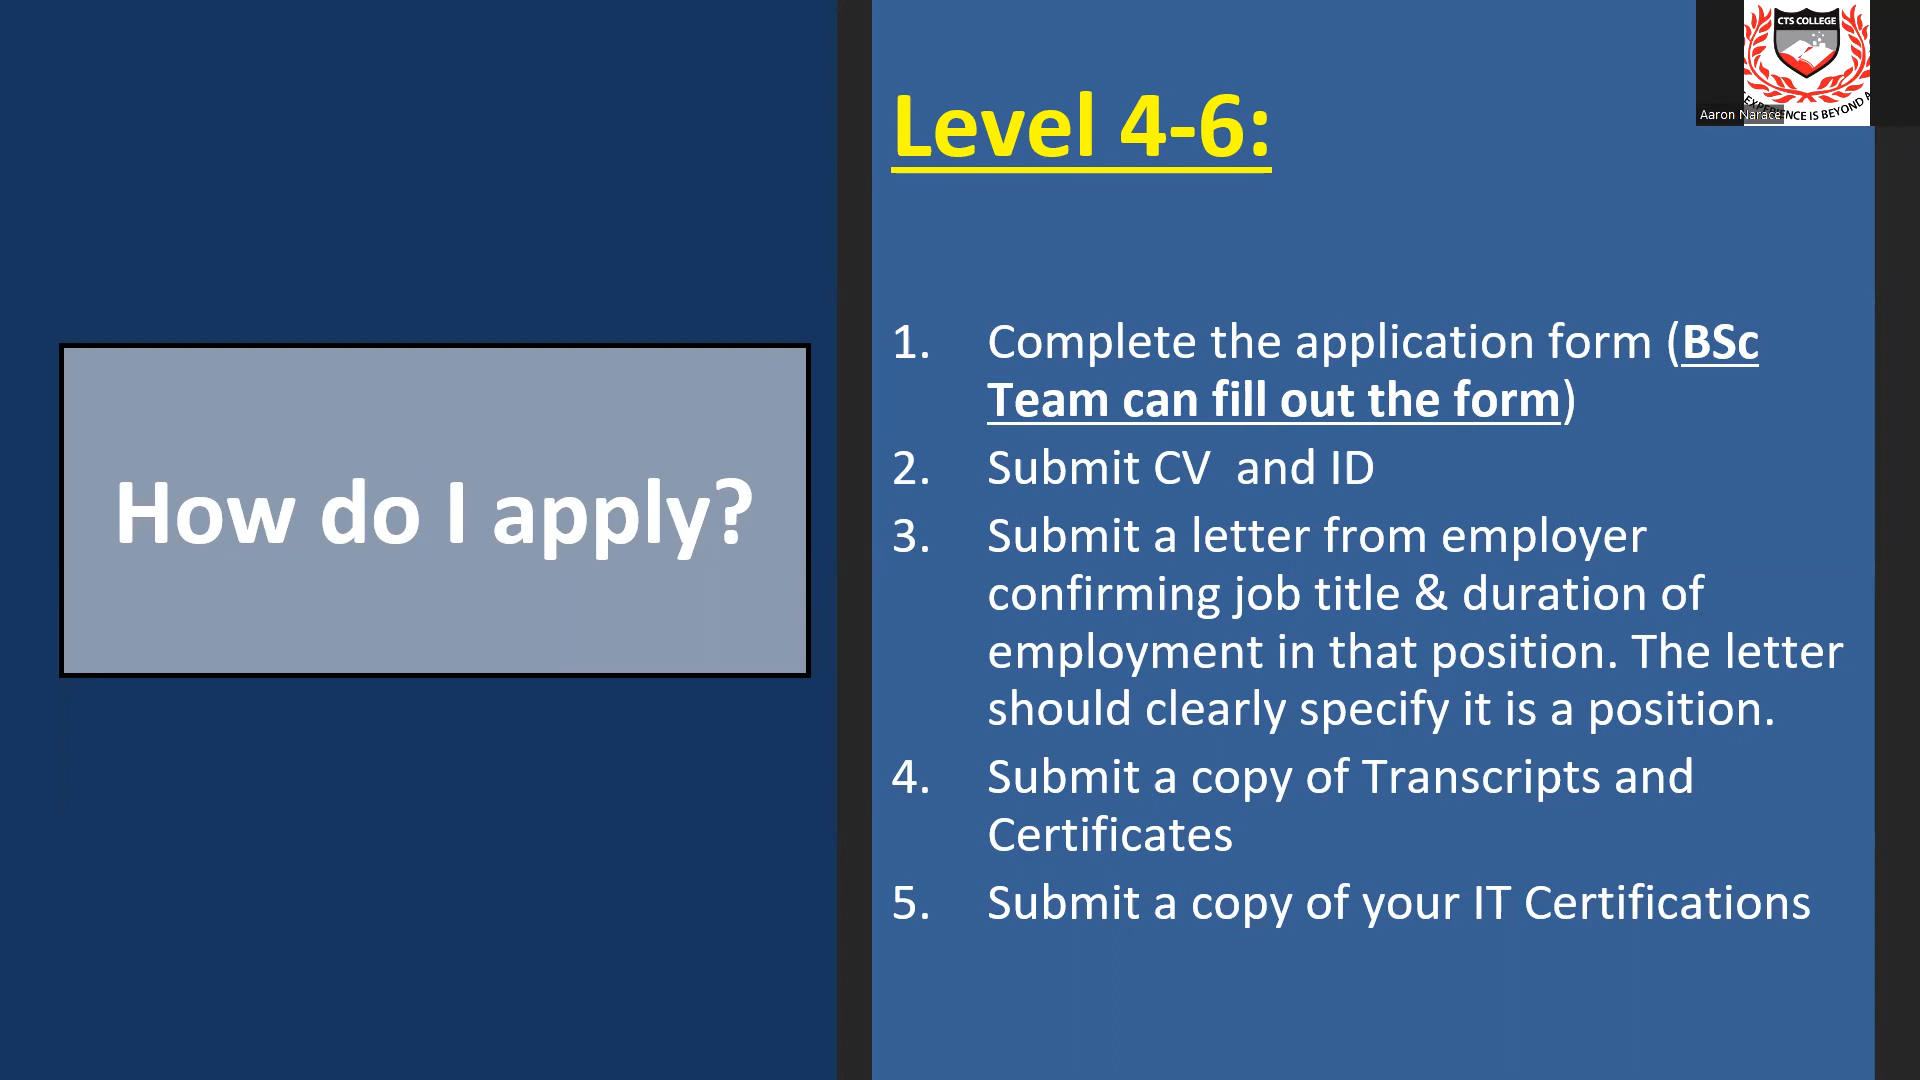 CTS COLLEGE
EXPERIENCE IS BEYOND A
Aaron Narace
Level 4-6:
How do I apply?
1. Complete the application form (BSc
Team can fill out the form)
2. Submit CV  and ID
3. Submit a letter from employer
confirming job title & duration of
employment in that position. The letter
should clearly specify it is a position.
4. Submit a copy of Transcripts and
Certificates
5. Submit a copy of your IT Certifications